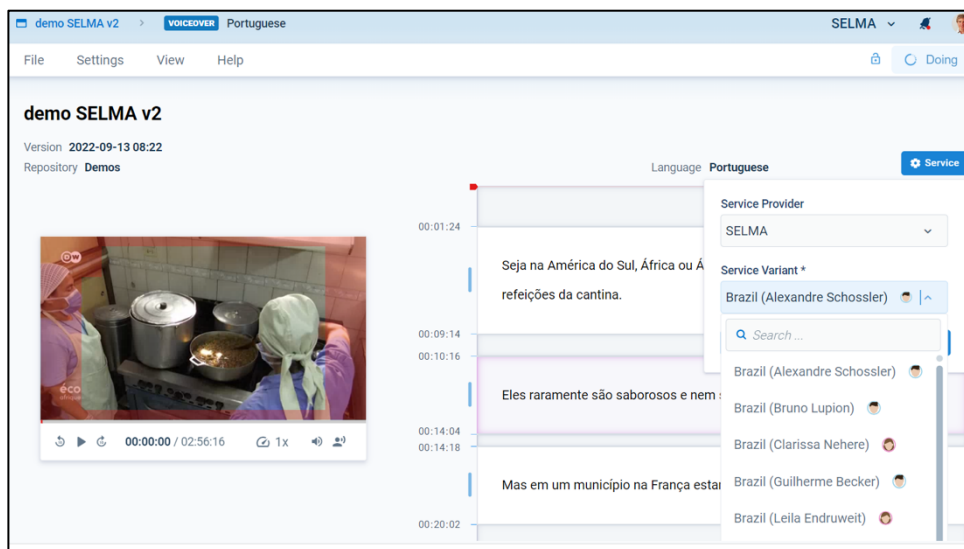 demo SELMA v2 > VOICEOVER Portuguese
SELMA
File Settings View Help
Doing
demo SELMA v2
Version 2022-09-13 08:22
Repository Demos
Language Portuguese
Service
Service Provider
SELMA
Service Variant *
Brazil (Alexandre Schossler)
Search ...
Brazil (Alexandre Schossler)
Brazil (Bruno Lupion)
Brazil (Clarissa Nehere)
Brazil (Guilherme Becker)
Brazil (Leila Endruweit)
00:01:24
Seja na América do Sul, África ou Á
refeições da cantina.
00:09:14
00:10:16
Eles raramente são saborosos e nem
00:14:04
00:14:18
Mas em um município na França estar
00:20:02
DW
éco
00:00:00 / 02:56:16
1x